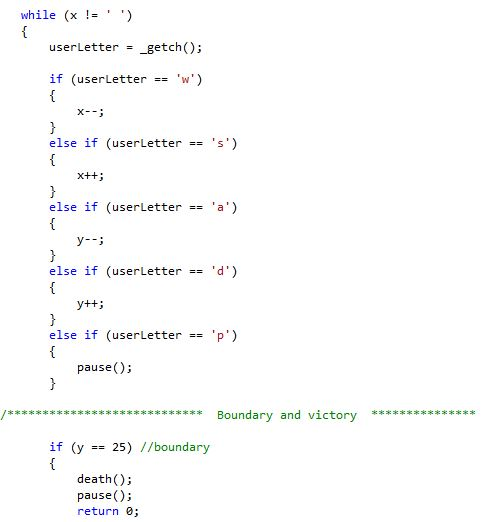 while (x != ' ')
{
userLetter = _getch();
if (userLetter == 'w')
{
x--;
}
else if (userLetter == 's')
{
x++;
}
else if (userLetter == 'a')
{
y--;
}
else if (userLetter == 'd')
{
y++;
}
else if (userLetter == 'p')
{
pause();
}
/**************************** Boundary and victory ***************
if (y == 25) //boundary
{
death();
pause();
return 0;